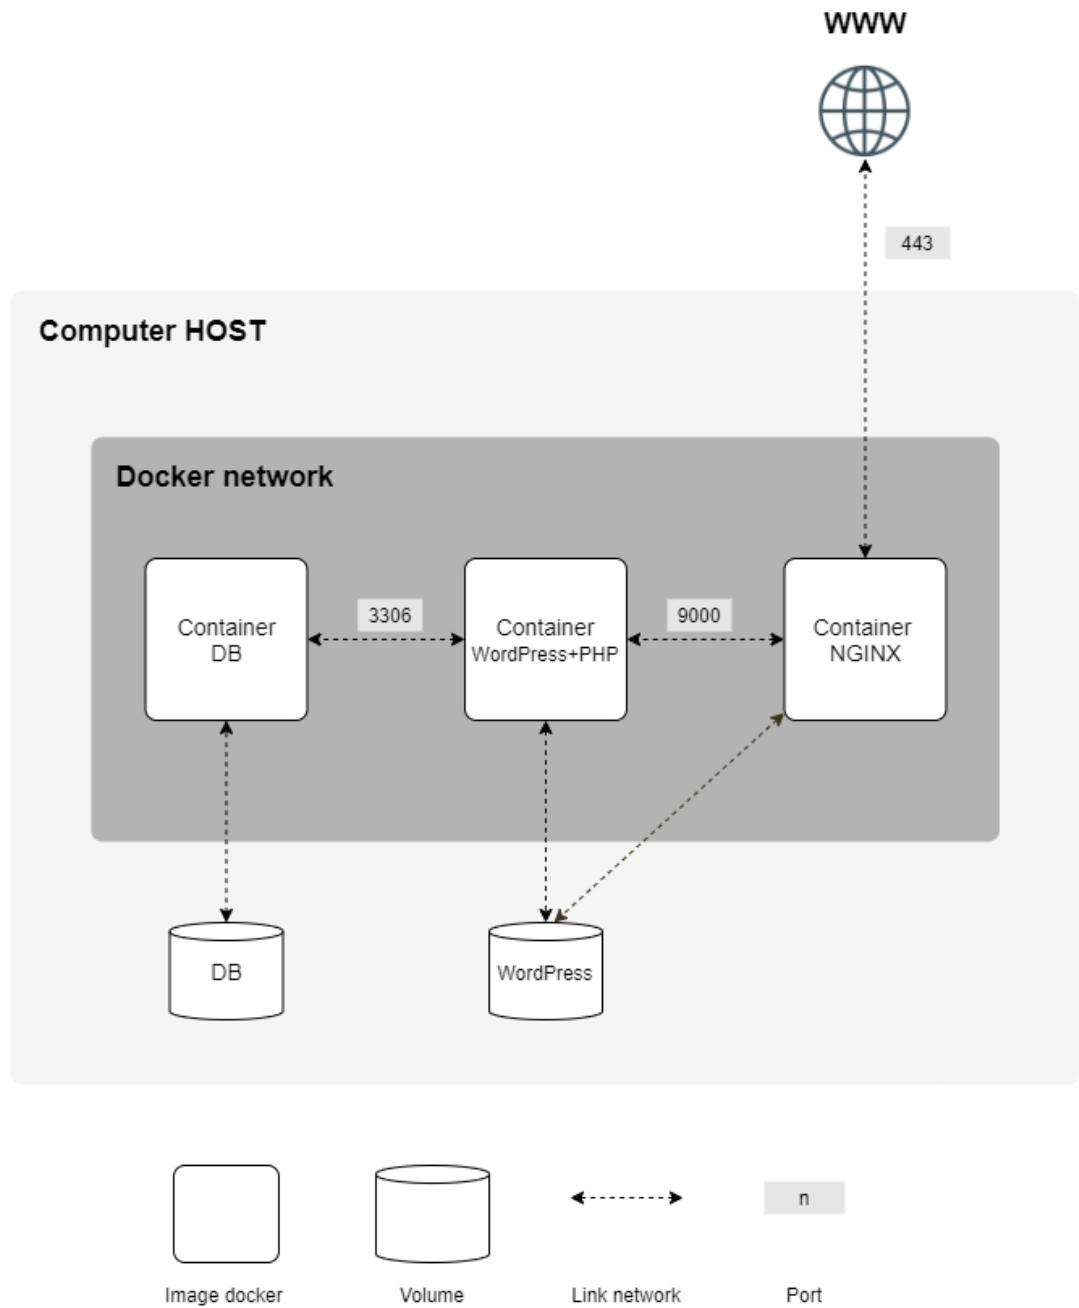 WWW
443
Computer HOST
Docker network
3306
9000
Container
DB
Container
WordPress+PHP
Container
NGINX
DB
WordPress
n
Image docker
Volume
Link network
Port